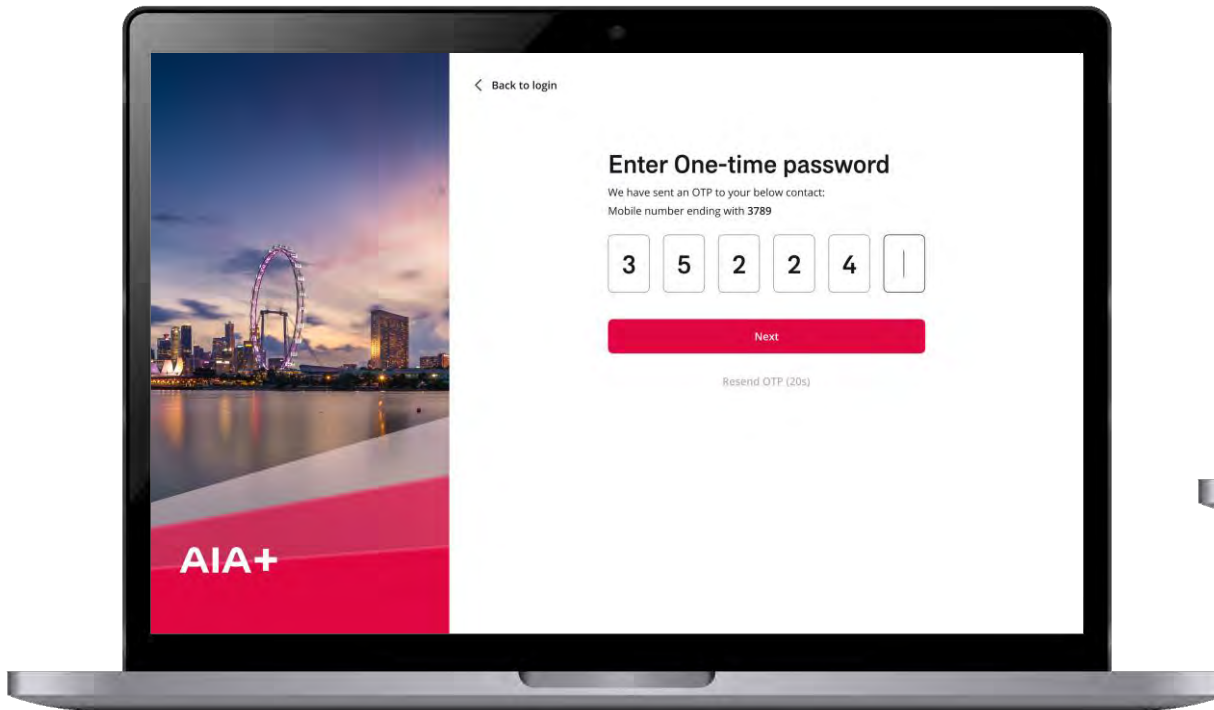 Back to login
Enter One-time password
We have sent an OTP to your below contact:
Mobile number ending with 3789
3 5 2 2 4
Next
Resend OTP (20s)
AIA+